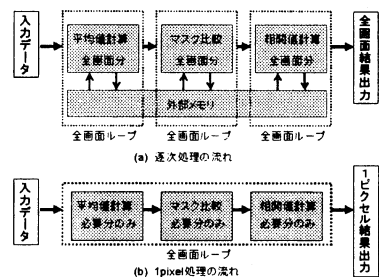 入力データ
平均値計算
全画面分
マスク比較
全画面分
相関値計算
全画面分
全画面結果出力
外部メモリ
全画面ループ
全画面ループ
全画面ループ
(a) 逐次処理の流れ
入力データ
平均値計算
必要分のみ
マスク比較
必要分のみ
相関値計算
必要分のみ
1ピクセル結果出力
全画面ループ
(b) 1pixel処理の流れ